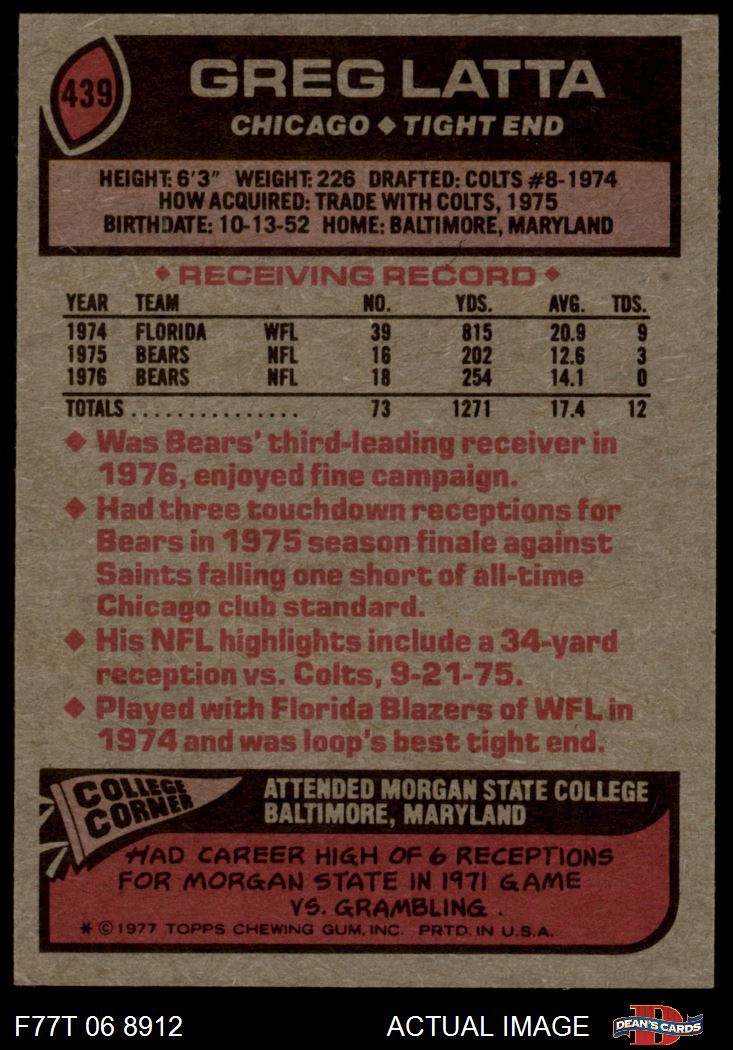 439
GREG LATTA
CHICAGO ◆ TIGHT END
HEIGHT: 6'3" WEIGHT: 226 DRAFTED: COLTS #8-1974
HOW ACQUIRED: TRADE WITH COLTS, 1975
BIRTHDATE: 10-13-52 HOME: BALTIMORE, MARYLAND
◆ RECEIVING RECORD ◆
YEAR TEAM NO. YDS. AVG. TDS.
1974 FLORIDA WFL 39 815 20.9 9
1975 BEARS NFL 16 202 12.6 3
1976 BEARS NFL 18 254 14.1 0
TOTALS............... 73 1271 17.4 12
◆ Was Bears' third-leading receiver in
1976, enjoyed fine campaign.
◆ Had three touchdown receptions for
Bears in 1975 season finale against
Saints falling one short of all-time
Chicago club standard.
◆ His NFL highlights include a 34-yard
reception vs. Colts, 9-21-75.
◆ Played with Florida Blazers of WFL in
1974 and was loop's best tight end.
COLLEGE
CORNER
ATTENDED MORGAN STATE COLLEGE
BALTIMORE, MARYLAND
HAD CAREER HIGH OF 6 RECEPTIONS
FOR MORGAN STATE IN 1971 GAME
VS. GRAMBLING.
* © 1977 TOPPS CHEWING GUM, INC. PRTD. IN U.S.A.
F77T 06 8912 ACTUAL IMAGE
D
DEAN'S CARDS